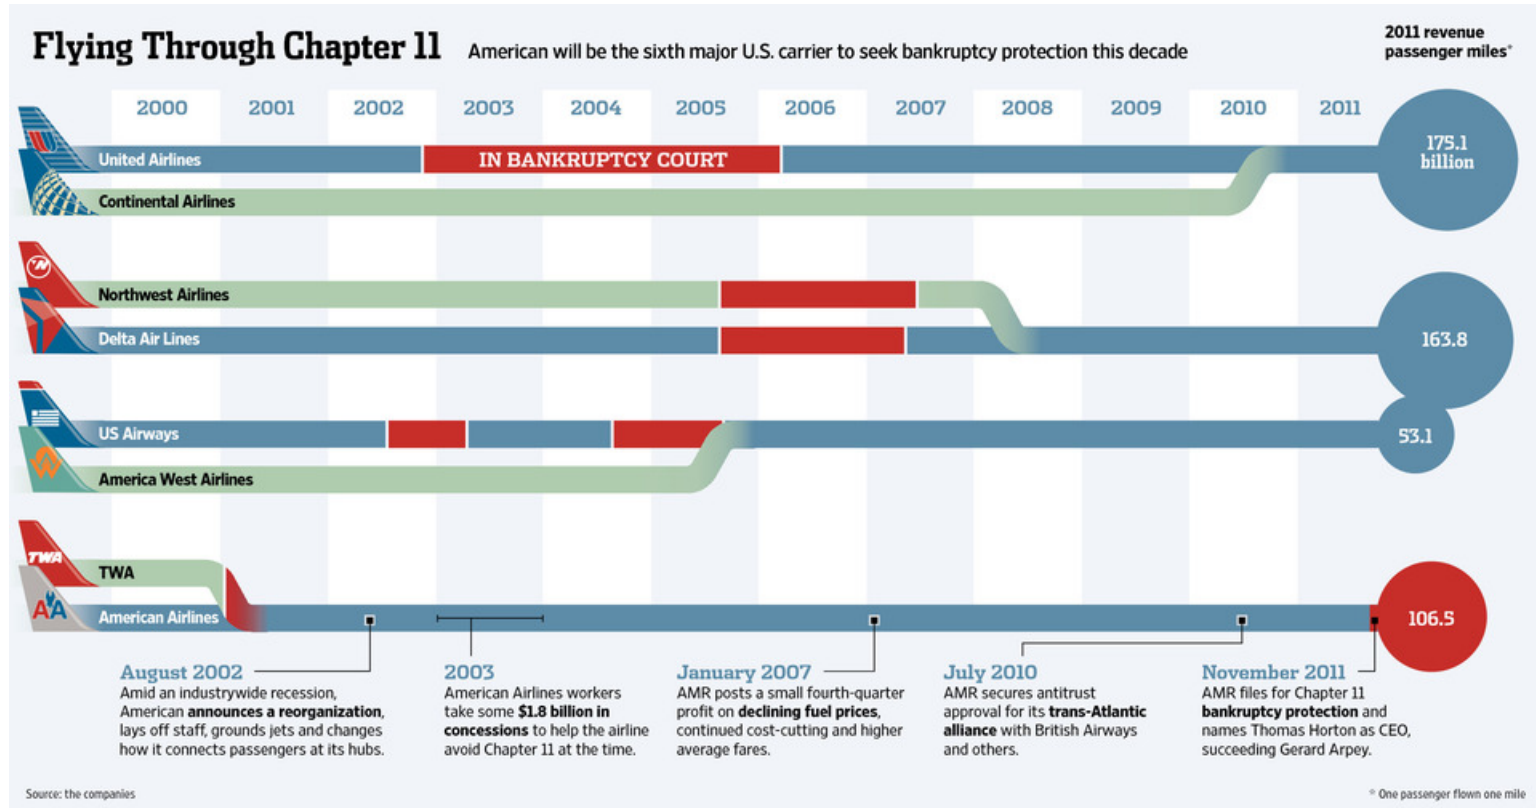 Flying Through Chapter 11
American will be the sixth major U.S. carrier to seek bankruptcy protection this decade
2011 revenue
passenger miles*
2000 2001 2002 2003 2004 2005 2006 2007 2008 2009 2010 2011
United Airlines
IN BANKRUPTCY COURT
175.1
billion
Continental Airlines
Northwest Airlines
Delta Air Lines
163.8
US Airways
53.1
America West Airlines
TWA
TWA
AA
American Airlines
106.5
August 2002
Amid an industrywide recession,
American announces a reorganization,
lays off staff, grounds jets and changes
how it connects passengers at its hubs.
2003
American Airlines workers
take some $1.8 billion in
concessions to help the airline
avoid Chapter 11 at the time.
January 2007
AMR posts a small fourth-quarter
profit on declining fuel prices,
continued cost-cutting and higher
average fares.
July 2010
AMR secures antitrust
approval for its trans-Atlantic
alliance with British Airways
and others.
November 2011
AMR files for Chapter 11
bankruptcy protection and
names Thomas Horton as CEO,
succeeding Gerard Arpey.
Source: the companies
* One passenger flown one mile